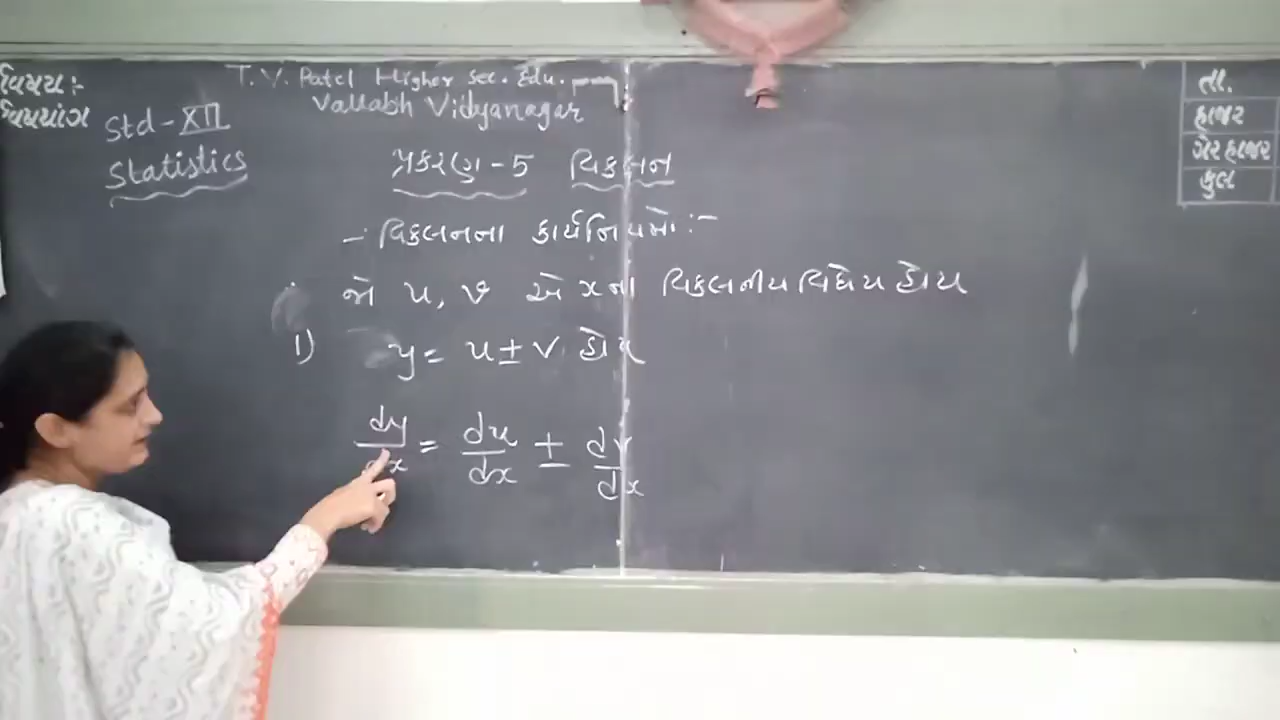 વિષય:-
વિષયાંગ
Std-XII
Statistics
T. V. Patel Higher Sec. Edu.
Vallabh Vidyanagar
પ્રકરણ-5 વિકલન
-: વિકલનના કાર્યનિયમો:-
જો u, v એ xના વિકલનીય વિધેય હોય
1) y = u ± v હોય
dy/dx = du/dx ± dv/dx
તા.
હાજર
ગેરહાજર
કુલ